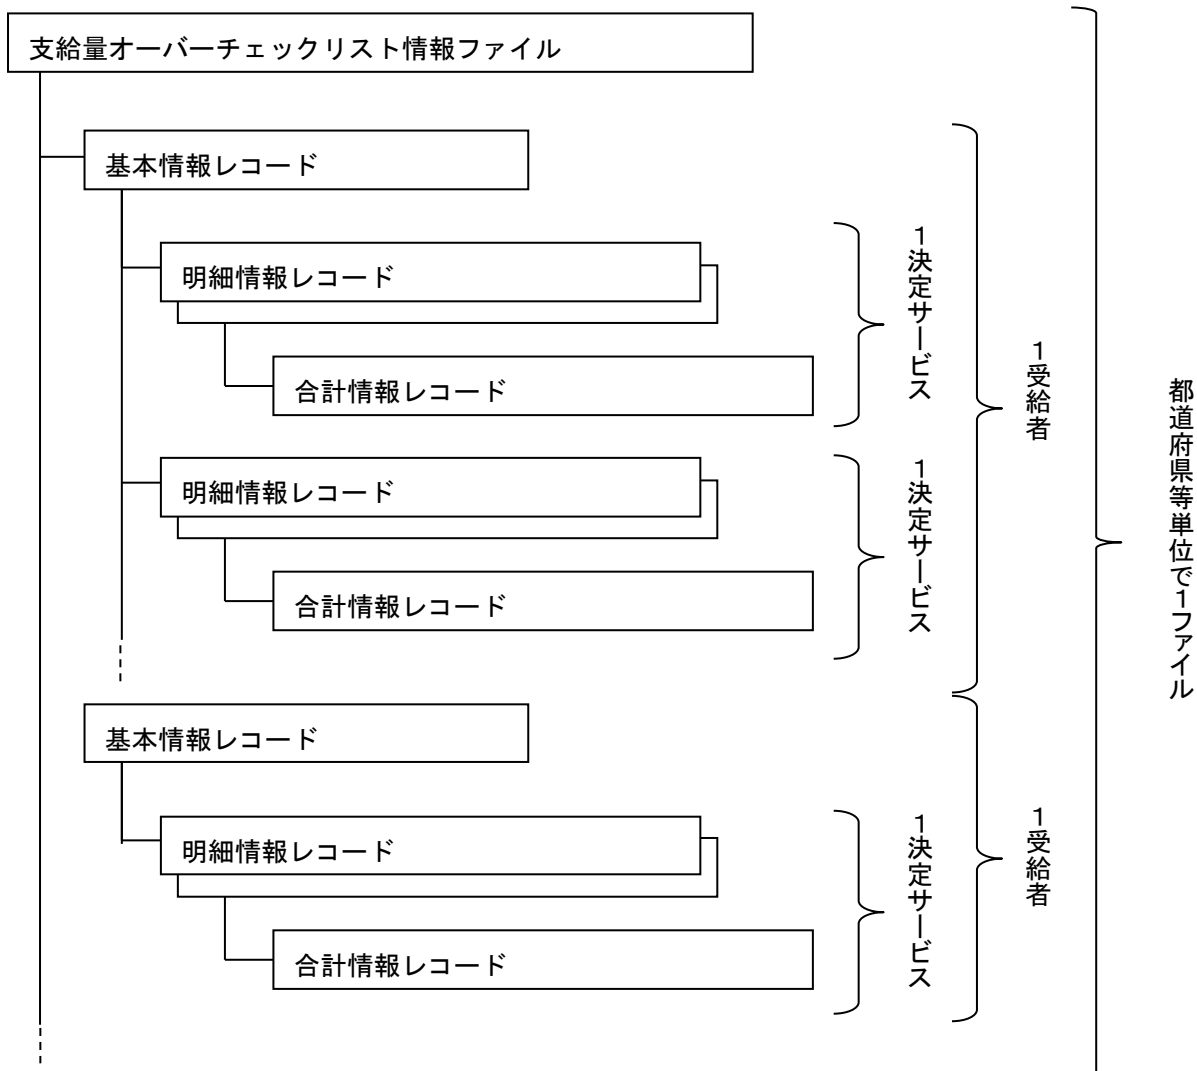 支給量オーバーチェックリスト情報ファイル
基本情報レコード
明細情報レコード
合計情報レコード
1決定サービス
明細情報レコード
合計情報レコード
1決定サービス
1受給者
基本情報レコード
明細情報レコード
合計情報レコード
1決定サービス
1受給者
都道府県等単位で1ファイル